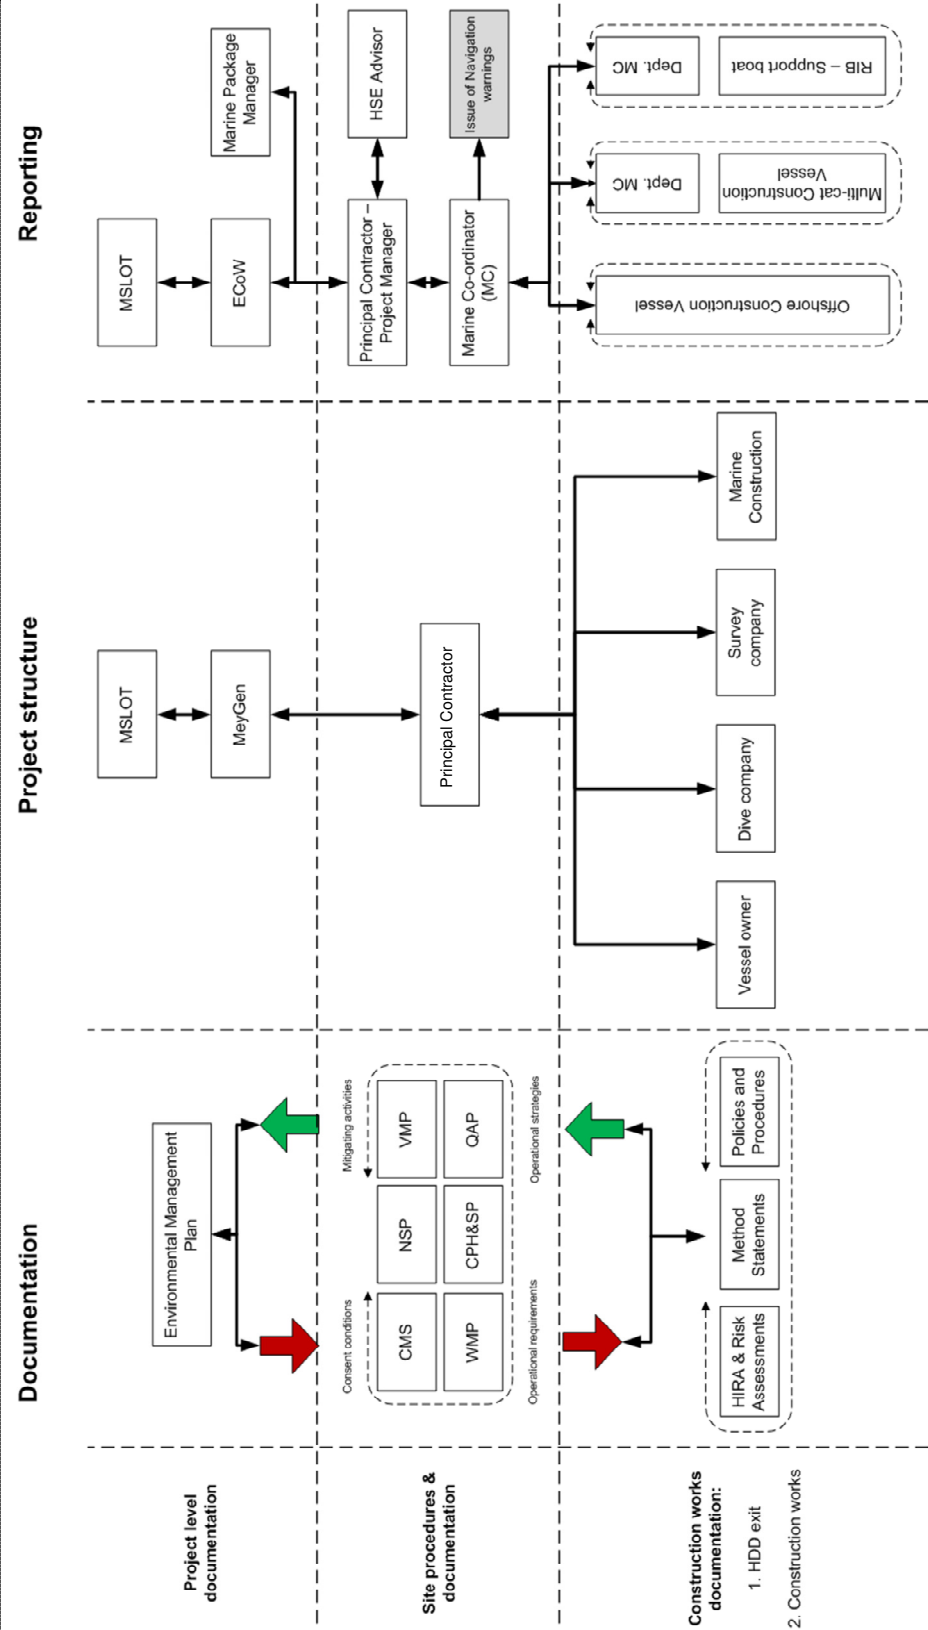 Documentation
Project structure
Reporting
Project level
documentation
Environmental Management
Plan
MSLOT
MeyGen
MSLOT
ECoW
Marine Package
Manager
Site procedures &
documentation
Consent conditions
Mitigating activities
CMS
NSP
VMP
WMP
CPH&SP
QAP
Operational requirements
Operational strategies
Principal Contractor
Principal Contractor –
Project Manager
HSE Advisor
Marine Co-ordinator
(MC)
Issue of Navigation
warnings
Construction works
documentation:
1. HDD exit
2. Construction works
HIRA & Risk
Assessments
Method
Statements
Policies and
Procedures
Vessel owner
Dive company
Survey
company
Marine
Construction
Offshore Construction Vessel
Dept. MC
Multi-cat Construction
Vessel
Dept. MC
RIB – Support boat